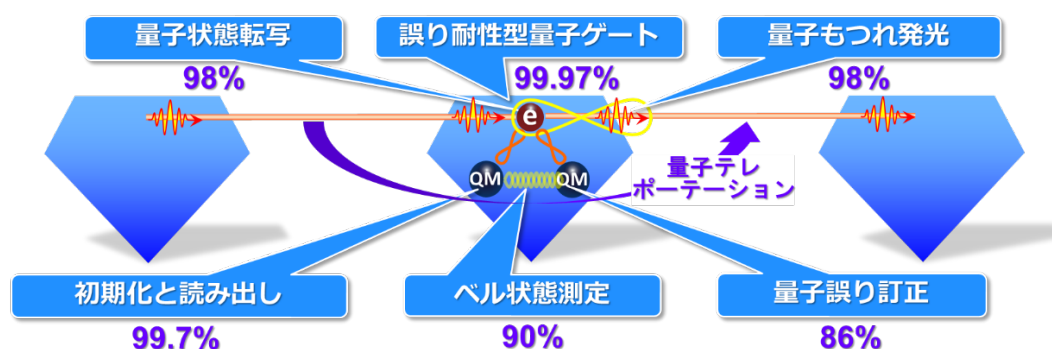 量子状態転写
誤り耐性型量子ゲート
量子もつれ発光
98%
99.97%
98%
e
QM
QM
量子テレ
ポーテーション
初期化と読み出し
ベル状態測定
量子誤り訂正
99.7%
90%
86%